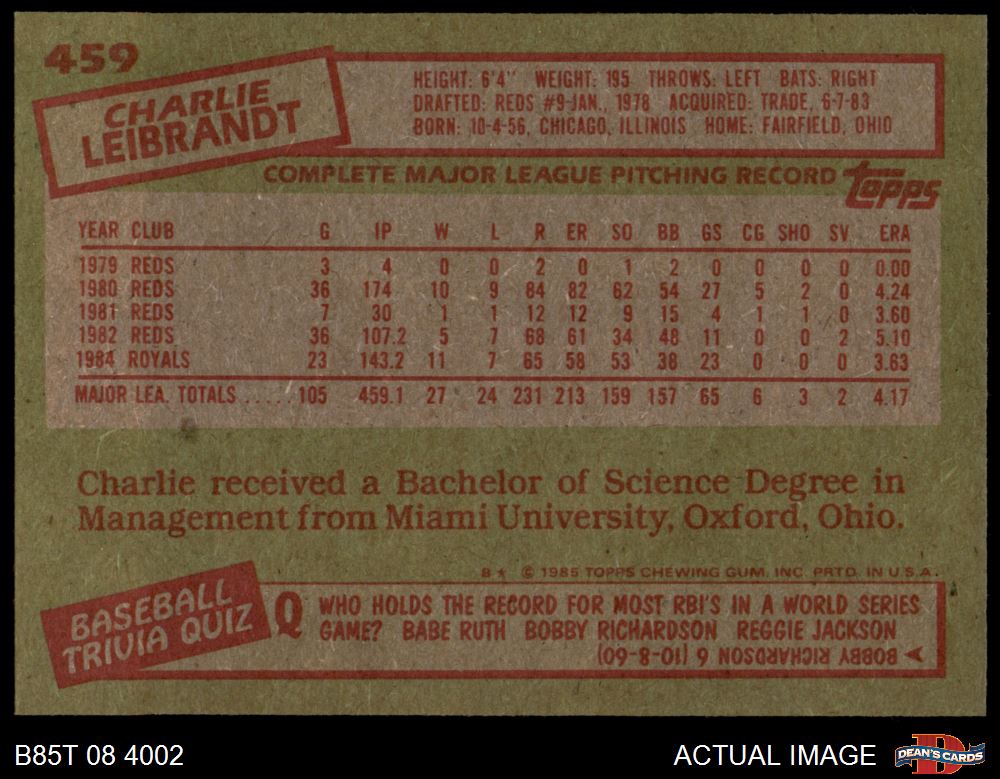 459
CHARLIE
LEIBRANDT
HEIGHT: 6'4" WEIGHT: 195 THROWS: LEFT BATS: RIGHT
DRAFTED: REDS #9-JAN., 1978 ACQUIRED: TRADE, 6-7-83
BORN: 10-4-56, CHICAGO, ILLINOIS HOME: FAIRFIELD, OHIO
COMPLETE MAJOR LEAGUE PITCHING RECORD topps
YEAR CLUB G IP W L R ER SO BB GS CG SHO SV ERA
1979 REDS 3 4 0 0 2 0 1 2 0 0 0 0 0.00
1980 REDS 36 174 10 9 84 82 62 54 27 5 2 0 4.24
1981 REDS 7 30 1 1 12 12 9 15 4 1 1 0 3.60
1982 REDS 36 107.2 5 7 68 61 34 48 11 0 0 2 5.10
1984 ROYALS 23 143.2 11 7 65 58 53 38 23 0 0 0 3.63
MAJOR LEA. TOTALS ..... 105 459.1 27 24 231 213 159 157 65 6 3 2 4.17
Charlie received a Bachelor of Science Degree in
Management from Miami University, Oxford, Ohio.
B* © 1985 TOPPS CHEWING GUM, INC. PRTD. IN U.S.A.
BASEBALL
TRIVIA QUIZ
Q WHO HOLDS THE RECORD FOR MOST RBI'S IN A WORLD SERIES
GAME? BABE RUTH BOBBY RICHARDSON REGGIE JACKSON
BOBBY RICHARDSON 6 (10-8-60)
B85T 08 4002
ACTUAL IMAGE
DEAN'S CARDS